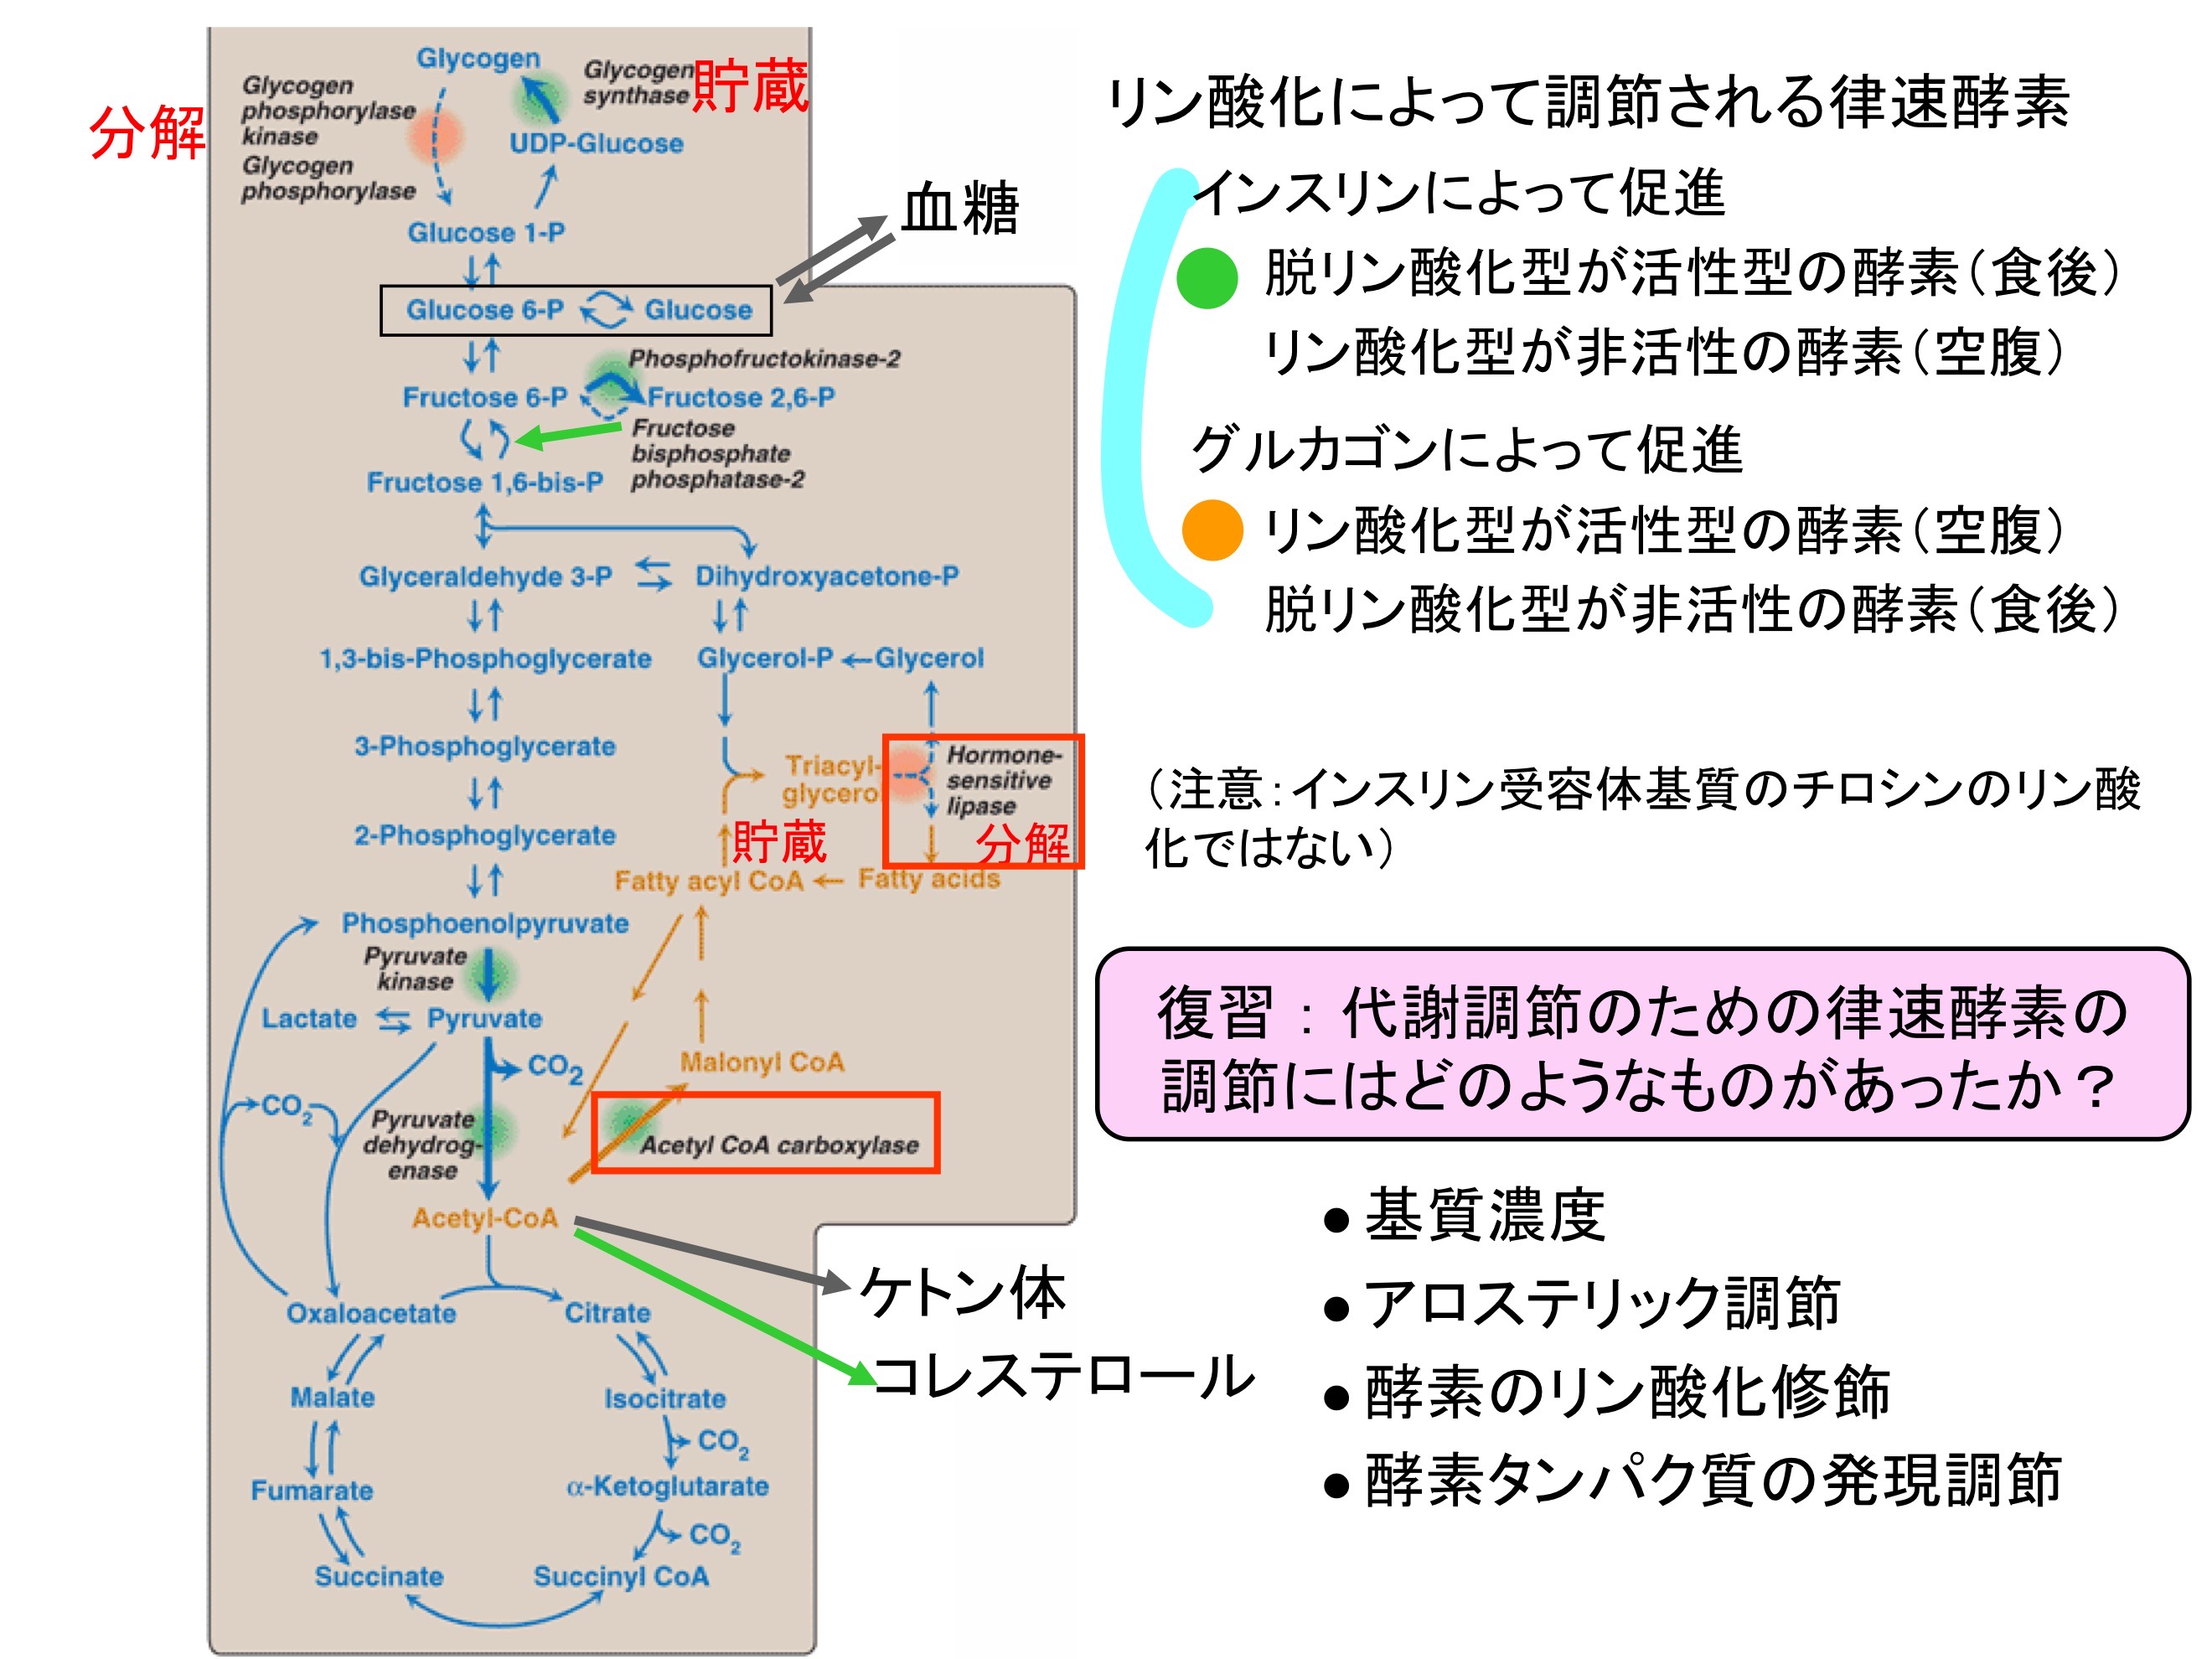 Glycogen
Glycogen
phosphorylase
kinase
Glycogen
phosphorylase
Glycogen
synthase
貯蔵
分解
UDP-Glucose
Glucose 1-P
血糖
Glucose 6-P
Glucose
Phosphofructokinase-2
Fructose 6-P
Fructose 2,6-P
Fructose
bisphosphate
phosphatase-2
Fructose 1,6-bis-P
Glyceraldehyde 3-P
Dihydroxyacetone-P
1,3-bis-Phosphoglycerate
Glycerol-P
Glycerol
3-Phosphoglycerate
Triacyl-
glycerol
Hormone-
sensitive
lipase
2-Phosphoglycerate
貯蔵
分解
Fatty acyl CoA
Fatty acids
Phosphoenolpyruvate
Pyruvate
kinase
Lactate
Pyruvate
CO2
Malonyl CoA
CO2
Pyruvate
dehydrog-
enase
Acetyl CoA carboxylase
Acetyl-CoA
ケトン体
コレステロール
Oxaloacetate
Citrate
Malate
Isocitrate
CO2
Fumarate
α-Ketoglutarate
CO2
Succinate
Succinyl CoA
リン酸化によって調節される律速酵素
インスリンによって促進
脱リン酸化型が活性型の酵素（食後）
リン酸化型が非活性の酵素（空腹）
グルカゴンによって促進
リン酸化型が活性型の酵素（空腹）
脱リン酸化型が非活性の酵素（食後）
（注意：インスリン受容体基質のチロシンのリン酸
化ではない）
復習：代謝調節のための律速酵素の
調節にはどのようなものがあったか？
● 基質濃度
● アロステリック調節
● 酵素のリン酸化修飾
● 酵素タンパク質の発現調節